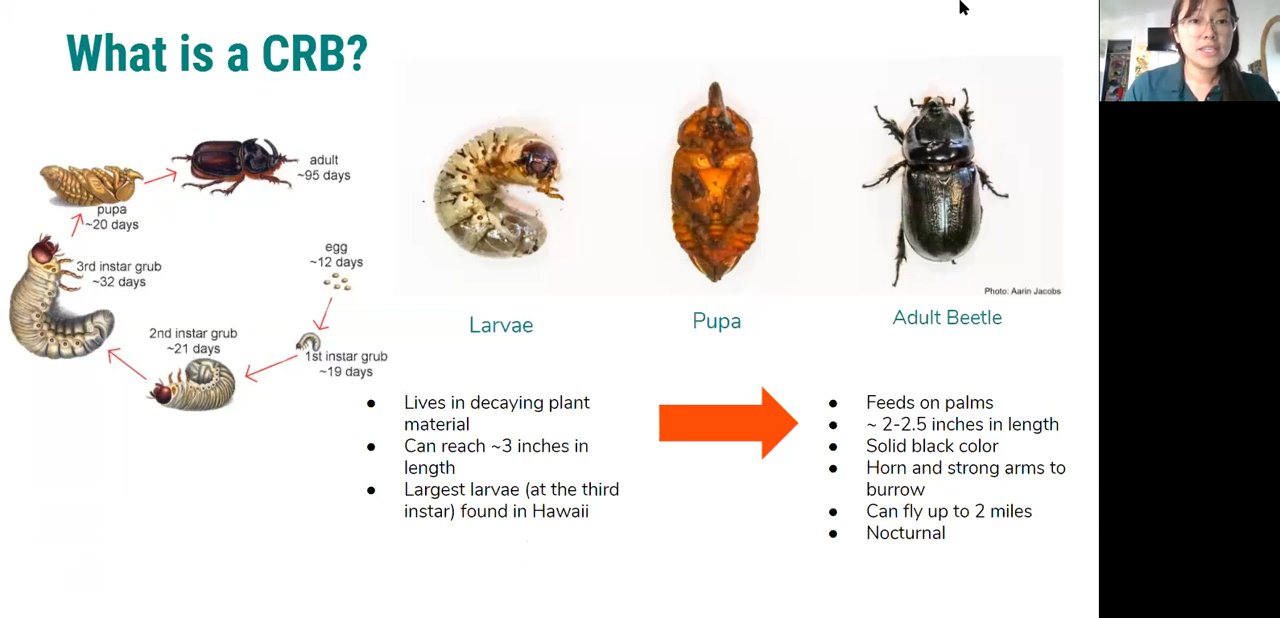 What is a CRB?
adult
~95 days
pupa
~20 days
egg
~12 days
3rd instar grub
~32 days
2nd instar grub
~21 days
1st instar grub
~19 days
Photo: Aarin Jacobs
Larvae
Pupa
Adult Beetle
● Lives in decaying plant
material
● Can reach ~3 inches in
length
● Largest larvae (at the third
instar) found in Hawaii
● Feeds on palms
● ~ 2-2.5 inches in length
● Solid black color
● Horn and strong arms to
burrow
● Can fly up to 2 miles
● Nocturnal